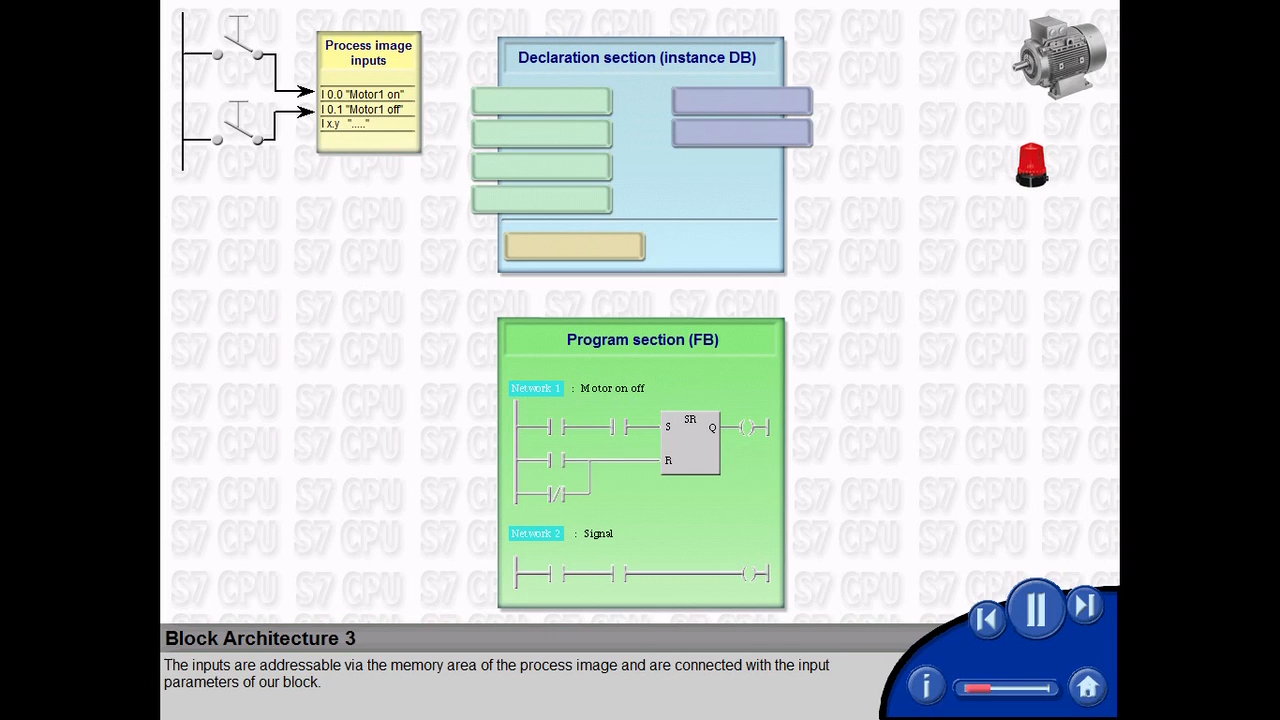 Process image
inputs
I 0.0 "Motor1 on"
I 0.1 "Motor1 off"
I x.y "....."
Declaration section (instance DB)
Program section (FB)
Network 1 : Motor on off
SR
S
Q
R
Network 2 : Signal
Block Architecture 3
The inputs are addressable via the memory area of the process image and are connected with the input
parameters of our block.
S7 CPU
i